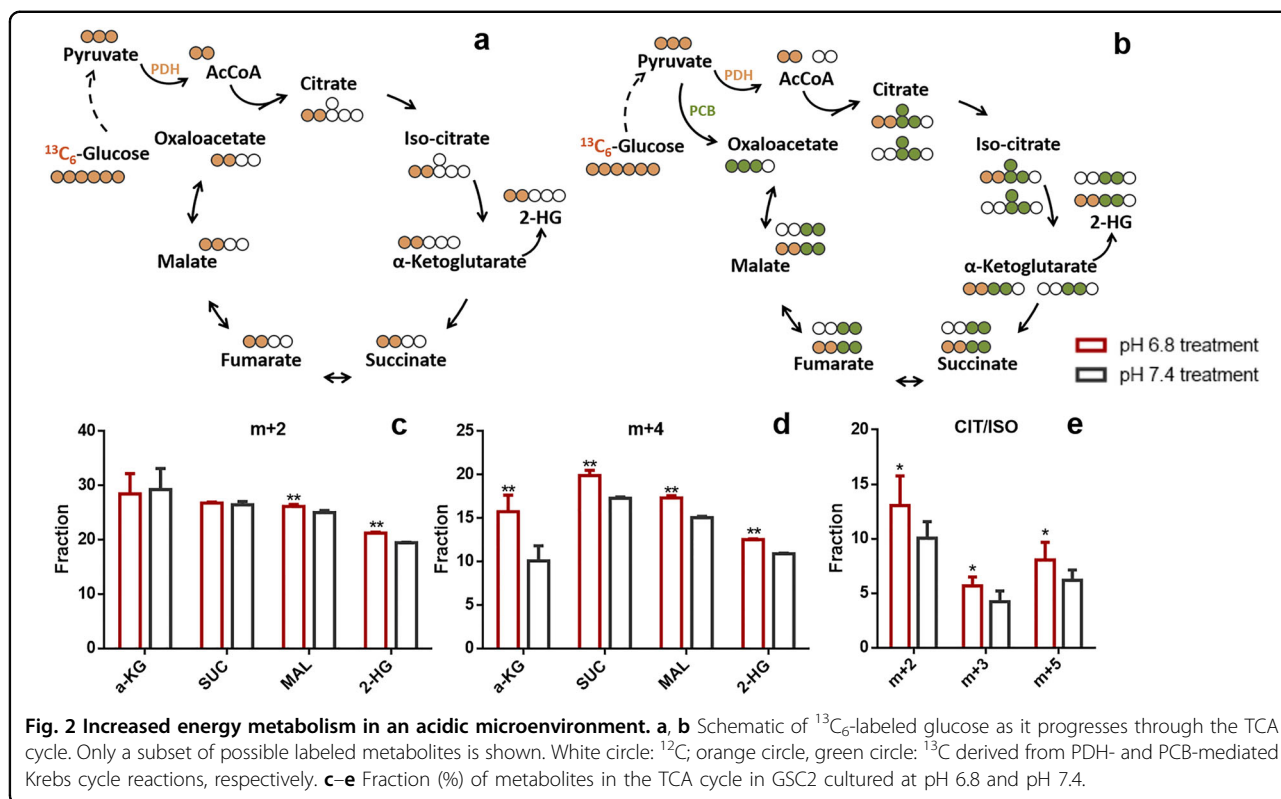 a
Pyruvate
PDH
AcCoA
Citrate
Oxaloacetate
Iso-citrate
¹³C₆-Glucose
2-HG
Malate
α-Ketoglutarate
Fumarate
Succinate
b
Pyruvate
PDH
AcCoA
Citrate
PCB
Iso-citrate
¹³C₆-Glucose
Oxaloacetate
2-HG
Malate
α-Ketoglutarate
Fumarate
Succinate
pH 6.8 treatment
pH 7.4 treatment
m+2
c
Fraction
40
30
20
10
0
**
**
a-KG
SUC
MAL
2-HG
m+4
d
Fraction
25
20
15
10
5
0
**
**
**
**
a-KG
SUC
MAL
2-HG
CIT/ISO
e
Fraction
20
15
10
5
0
*
*
*
m+2
m+3
m+5
Fig. 2 Increased energy metabolism in an acidic microenvironment. a, b Schematic of ¹³C₆-labeled glucose as it progresses through the TCA
cycle. Only a subset of possible labeled metabolites is shown. White circle: ¹²C; orange circle, green circle: ¹³C derived from PDH- and PCB-mediated
Krebs cycle reactions, respectively. c–e Fraction (%) of metabolites in the TCA cycle in GSC2 cultured at pH 6.8 and pH 7.4.